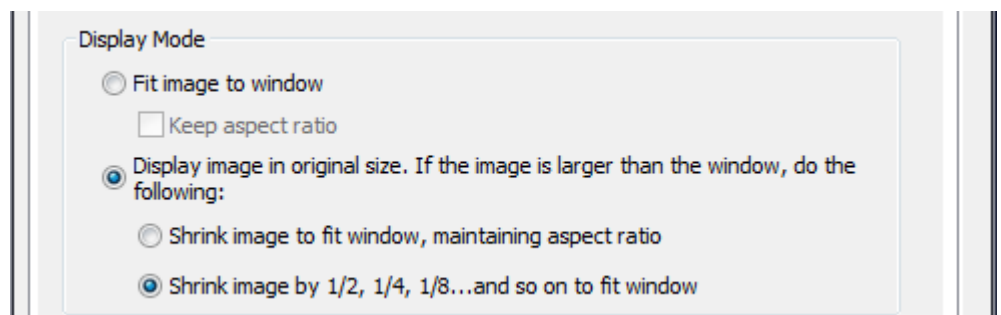 Display Mode
Fit image to window
Keep aspect ratio
Display image in original size. If the image is larger than the window, do the
following:
Shrink image to fit window, maintaining aspect ratio
Shrink image by 1/2, 1/4, 1/8...and so on to fit window